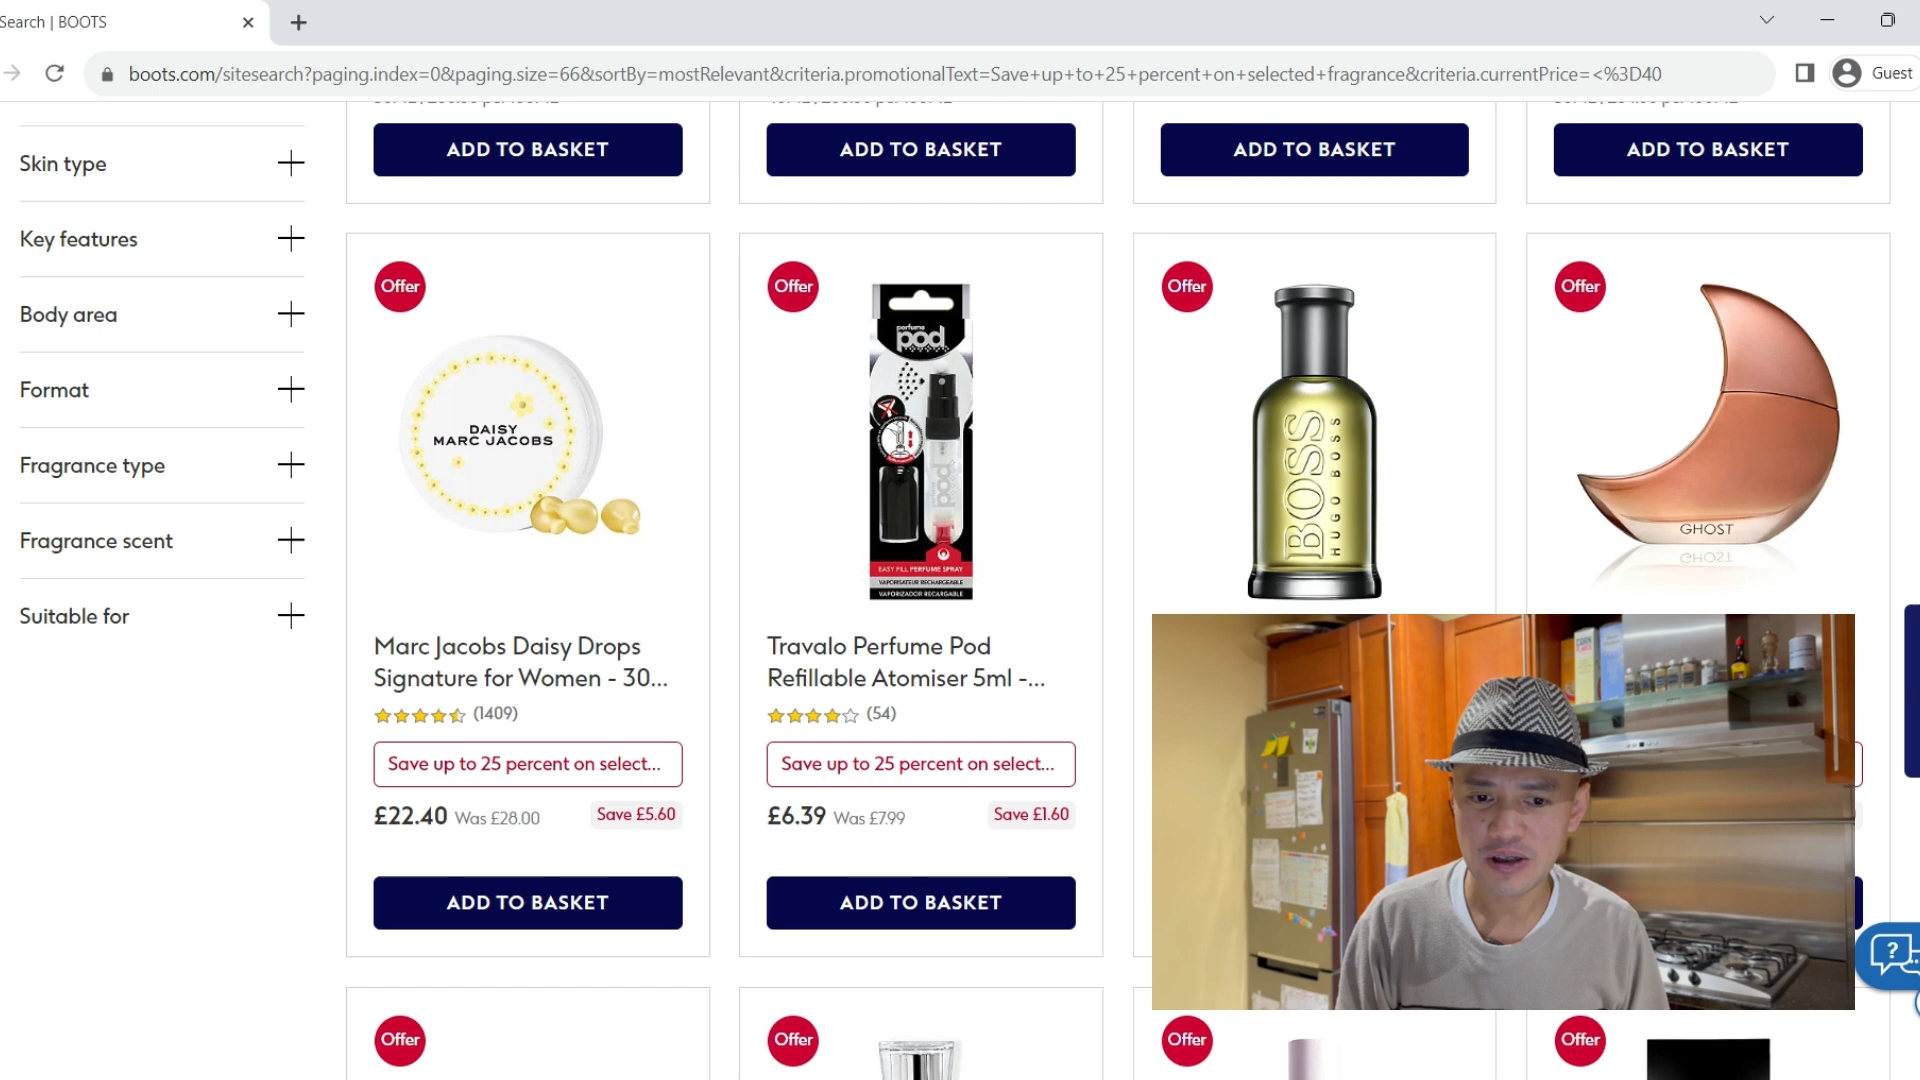 Search | BOOTS
boots.com/sitesearch?paging.index=0&paging.size=66&sortBy=mostRelevant&criteria.promotionalText=Save+up+to+25+percent+on+selected+fragrance&criteria.currentPrice=<%3D40
Guest
ADD TO BASKET
ADD TO BASKET
ADD TO BASKET
ADD TO BASKET
Skin type
Key features
Body area
Format
Fragrance type
Fragrance scent
Suitable for
Offer
DAISY
MARC JACOBS
Marc Jacobs Daisy Drops
Signature for Women - 30...
(1409)
Save up to 25 percent on select...
£22.40 Was £28.00 Save £5.60
ADD TO BASKET
Offer
perfume
pod
EASY FILL PERFUME SPRAY
VAPORISATEUR RECHARGEABLE
VAPORIZADOR RECARGABLE
Travalo Perfume Pod
Refillable Atomiser 5ml -...
(54)
Save up to 25 percent on select...
£6.39 Was £7.99 Save £1.60
ADD TO BASKET
Offer
BOSS
HUGO BOSS
Offer
GHOST
Offer
Offer
Offer
Offer